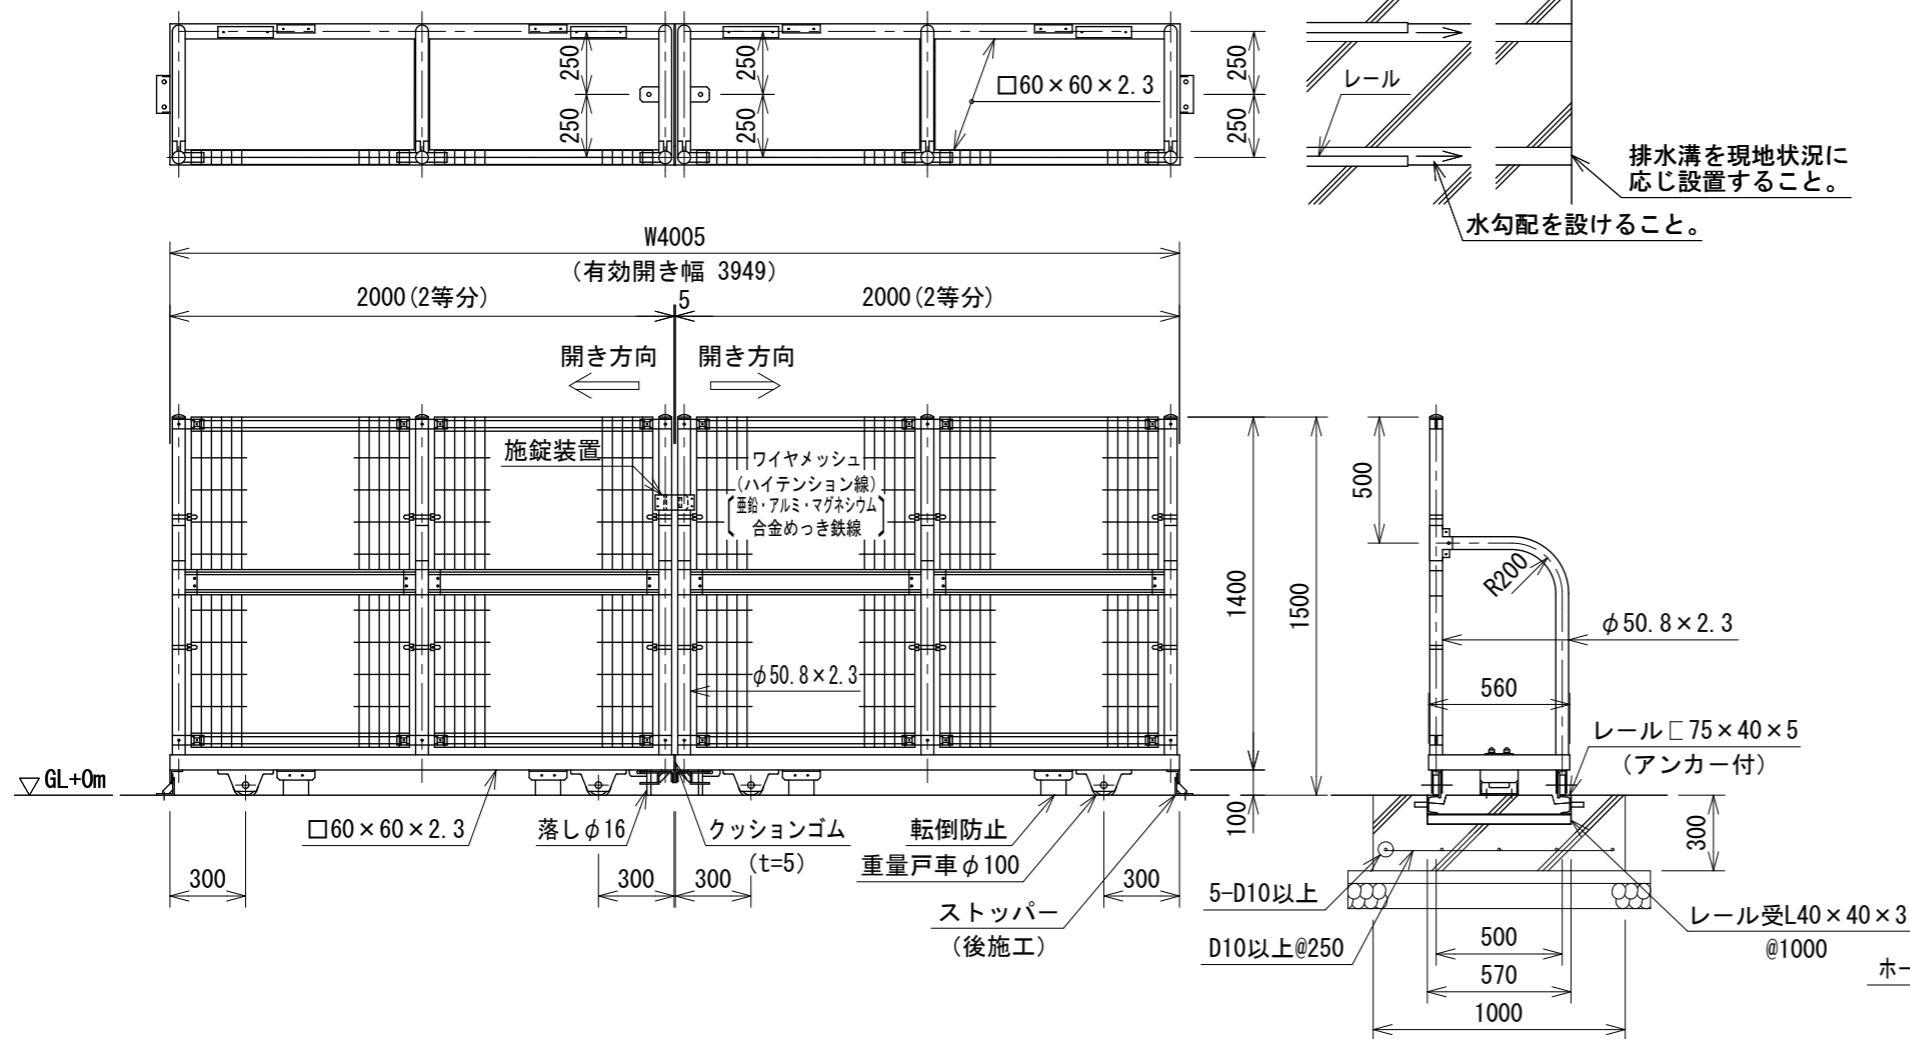 250
250
250
250
□60×60×2.3
250
250
レール
排水溝を現地状況に
応じ設置すること。
水勾配を設けること。
W4005
(有効開き幅 3949)
2000(2等分)
5
2000(2等分)
開き方向
開き方向
施錠装置
ワイヤメッシュ
(ハイテンション線)
亜鉛・アルミ・マグネシウム
合金めっき鉄線
500
R200
1400
1500
φ50.8×2.3
φ50.8×2.3
560
レール⊏75×40×5
(アンカー付)
▽GL+0m
100
□60×60×2.3
落しφ16
クッションゴム
(t=5)
転倒防止
重量戸車φ100
300
300
300
300
300
ストッパー
(後施工)
5-D10以上
D10以上@250
レール受L40×40×3
@1000
500
570
1000
ホー